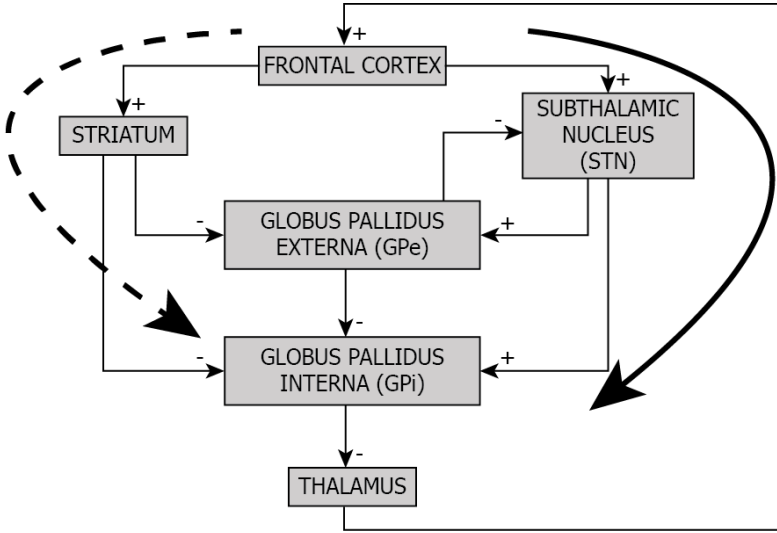 +
FRONTAL CORTEX
+
+
STRIATUM
SUBTHALAMIC
NUCLEUS
(STN)
-
-
GLOBUS PALLIDUS
EXTERNA (GPe)
+
-
-
GLOBUS PALLIDUS
INTERNA (GPi)
+
-
THALAMUS